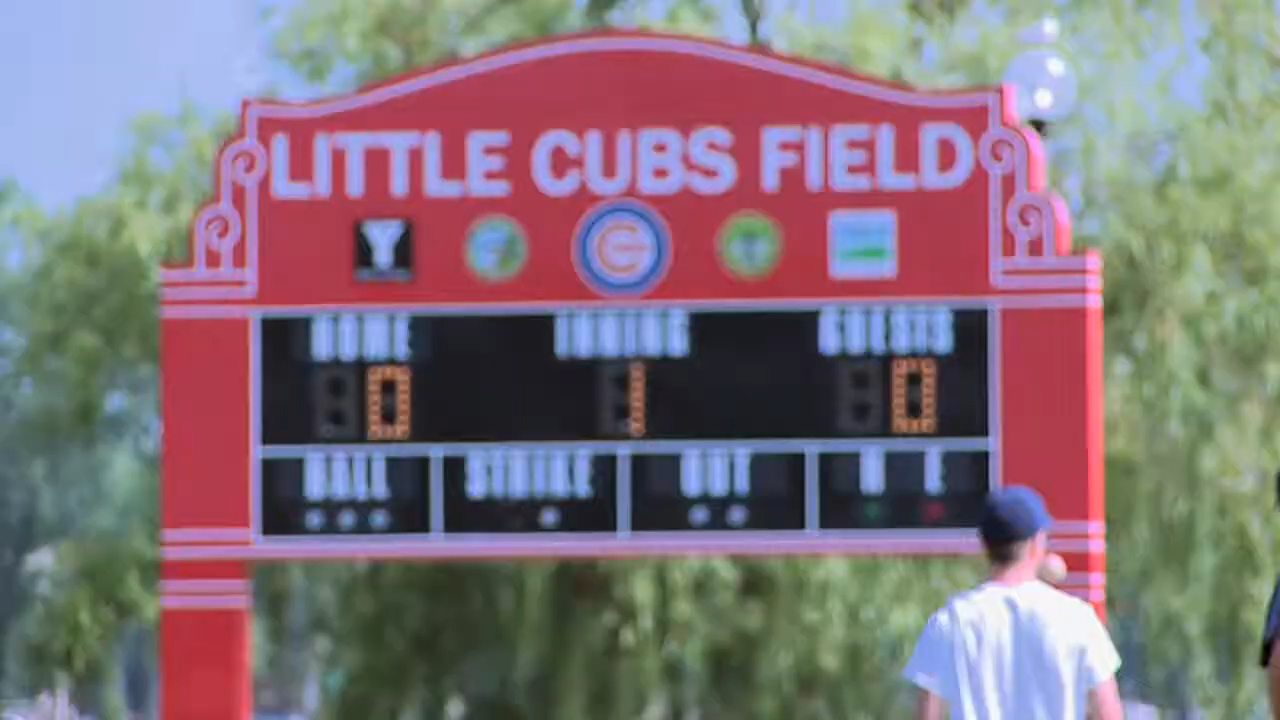 LITTLE CUBS FIELD
Y C
HOME INNING GUESTS
0 1 0
BALL STRIKE OUT H E